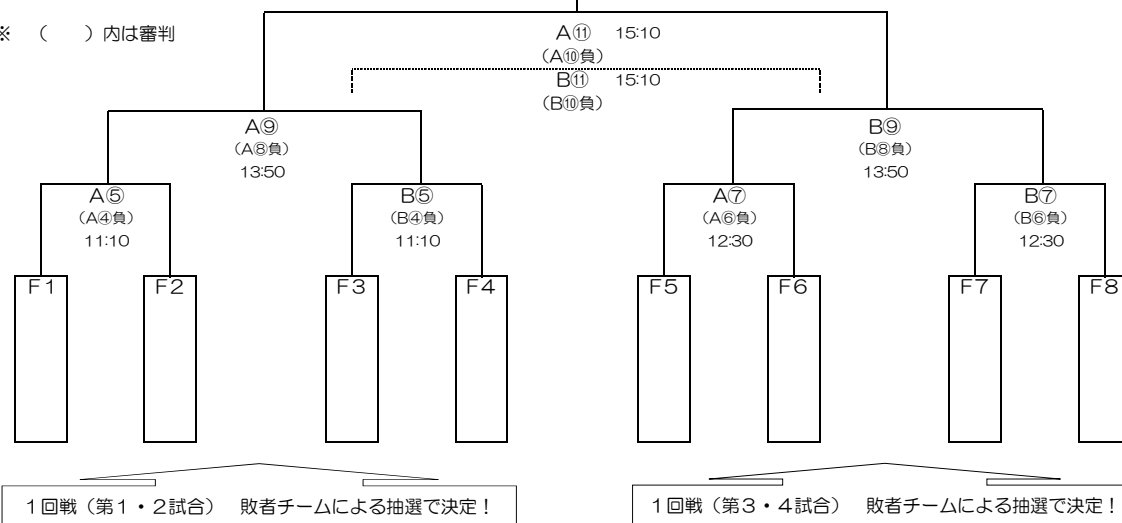 ※ (　　)内は審判
A⑪ 15:10
(A⑩負)
B⑪ 15:10
(B⑩負)
A⑨
(A⑧負)
13:50
B⑨
(B⑧負)
13:50
A⑤
(A④負)
11:10
B⑤
(B④負)
11:10
A⑦
(A⑥負)
12:30
B⑦
(B⑥負)
12:30
F1 F2 F3 F4 F5 F6 F7 F8
1回戦(第1・2試合)　敗者チームによる抽選で決定!
1回戦(第3・4試合)　敗者チームによる抽選で決定!